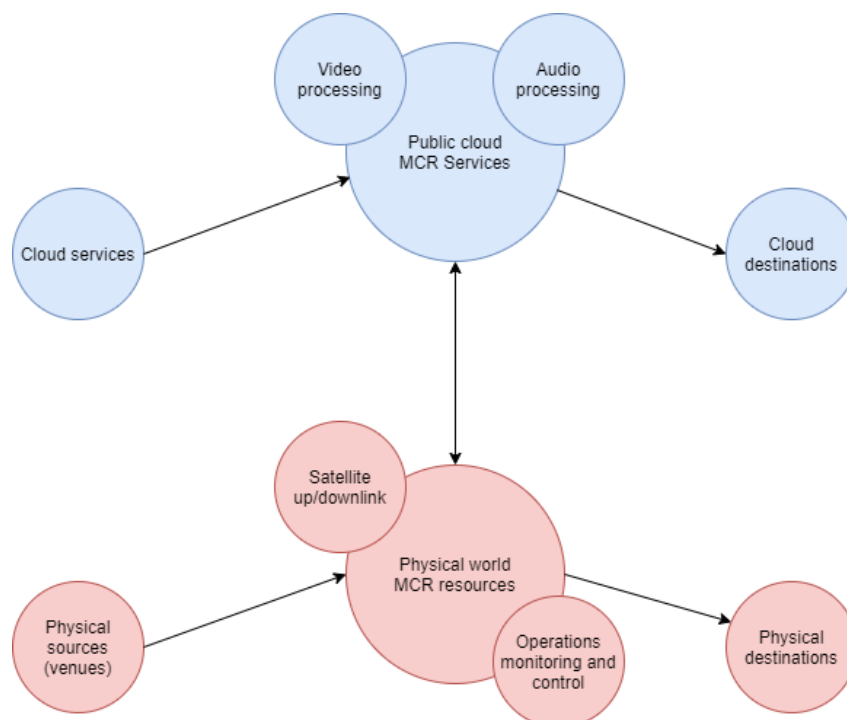 Video
processing
Audio
processing
Public cloud
MCR Services
Cloud services
Cloud
destinations
Satellite
up/downlink
Physical world
MCR resources
Physical
sources
(venues)
Operations
monitoring and
control
Physical
destinations